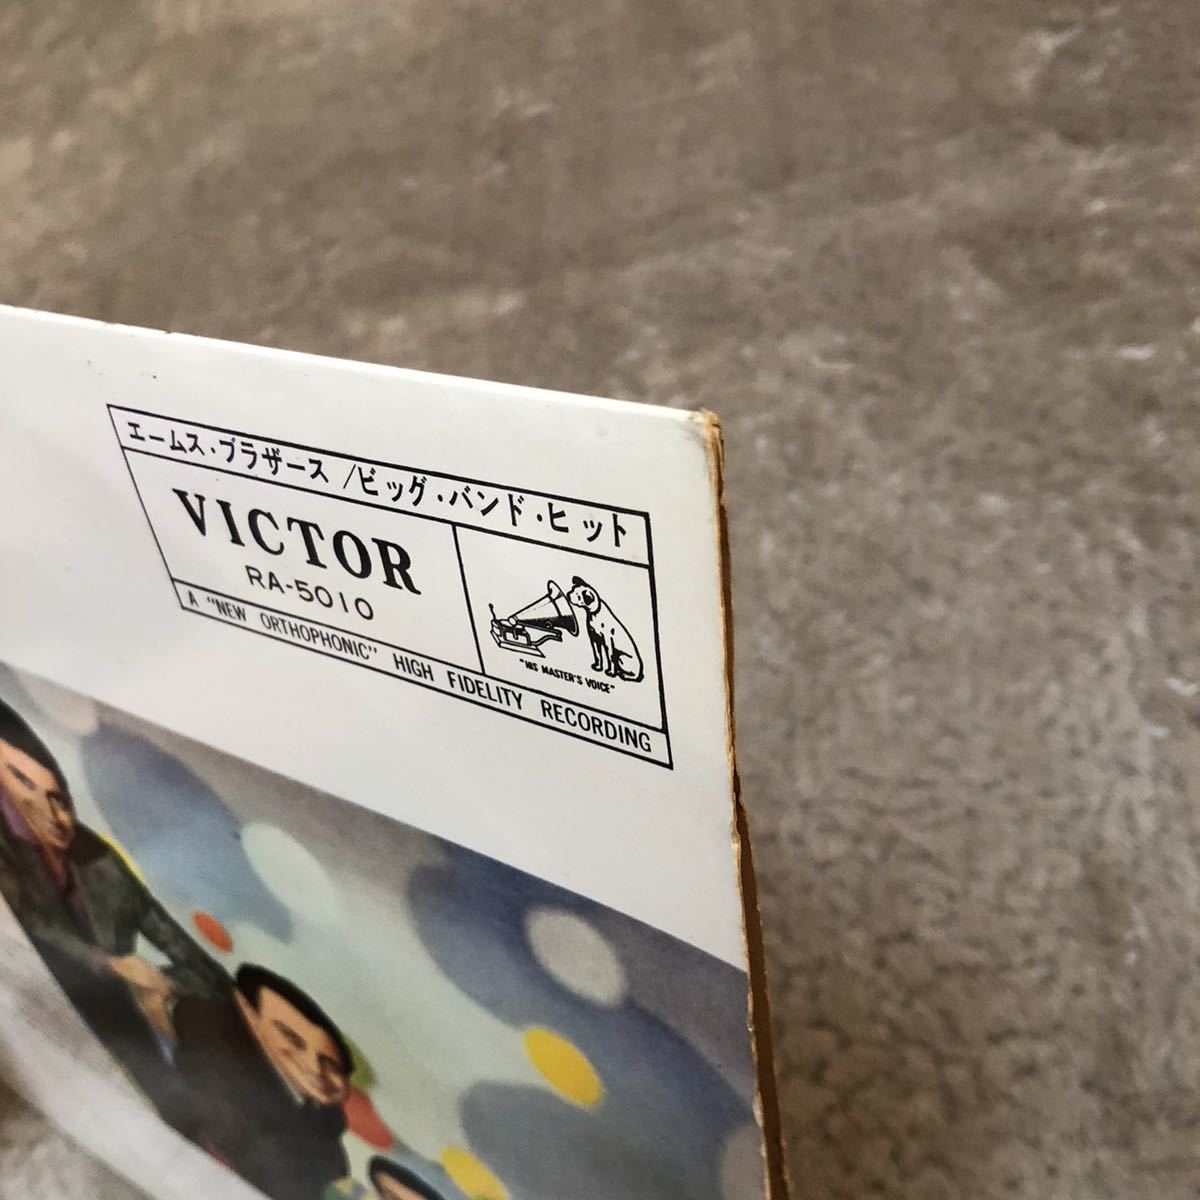 エームス・ブラザース/ビッグ・バンド・ヒット
VICTOR
RA-5010
"HIS MASTER'S VOICE"
A "NEW ORTHOPHONIC" HIGH FIDELITY RECORDING